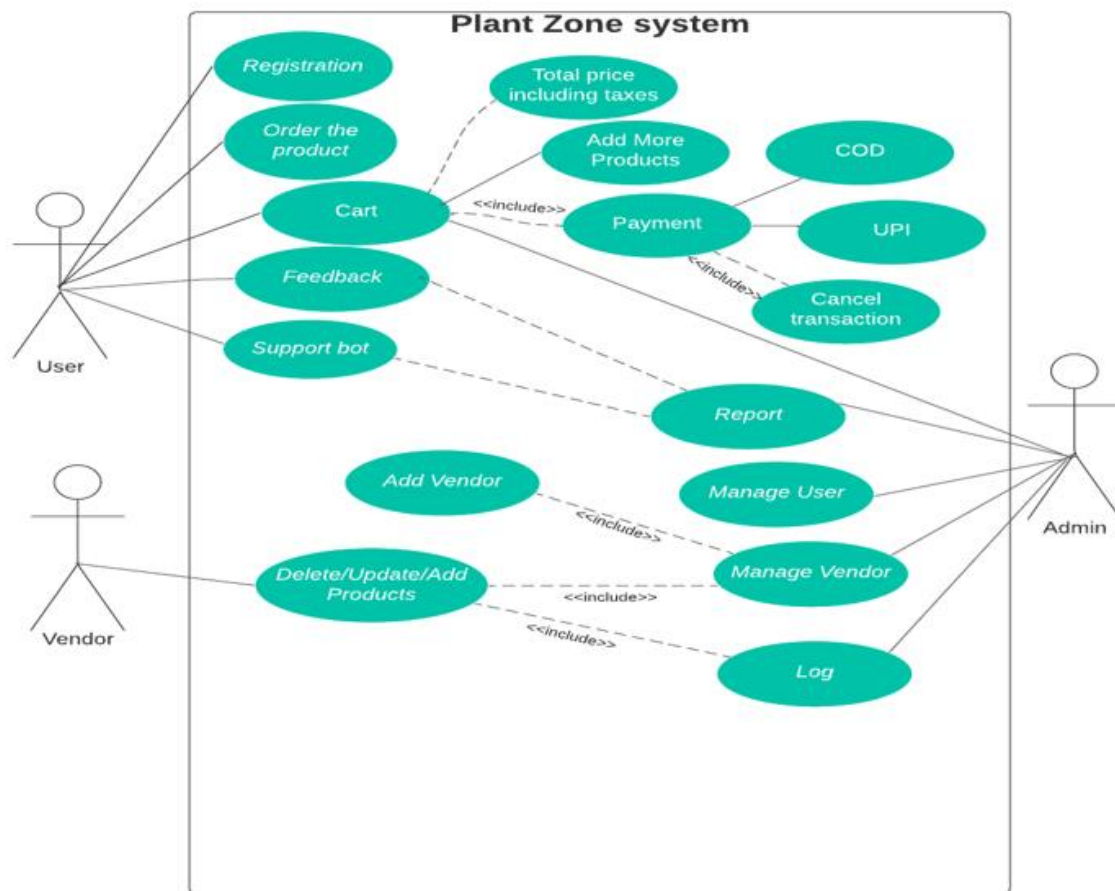 Plant Zone system
Registration
Total price
including taxes
Order the
product
Add More
Products
COD
Cart
<<include>>
Payment
UPI
Feedback
<<include>>
Cancel
transaction
Support bot
User
Report
Add Vendor
Manage User
<<include>>
Admin
Delete/Update/Add
Products
Manage Vendor
<<include>>
Vendor
<<include>>
Log